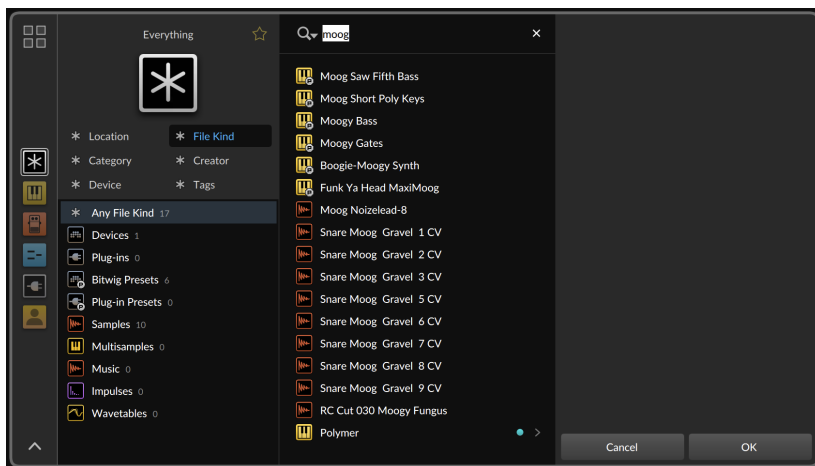 Everything
Location
File Kind
Category
Creator
Device
Tags
Any File Kind 17
Devices 1
Plug-ins 0
Bitwig Presets 6
Plug-in Presets 0
Samples 10
Multisamples 0
Music 0
Impulses 0
Wavetables 0
moog
Moog Saw Fifth Bass
Moog Short Poly Keys
Moogy Bass
Moogy Gates
Boogie-Moogy Synth
Funk Ya Head MaxiMoog
Moog Noizelead-8
Snare Moog Gravel 1 CV
Snare Moog Gravel 2 CV
Snare Moog Gravel 3 CV
Snare Moog Gravel 5 CV
Snare Moog Gravel 6 CV
Snare Moog Gravel 7 CV
Snare Moog Gravel 8 CV
Snare Moog Gravel 9 CV
RC Cut 030 Moogy Fungus
Polymer
Cancel
OK